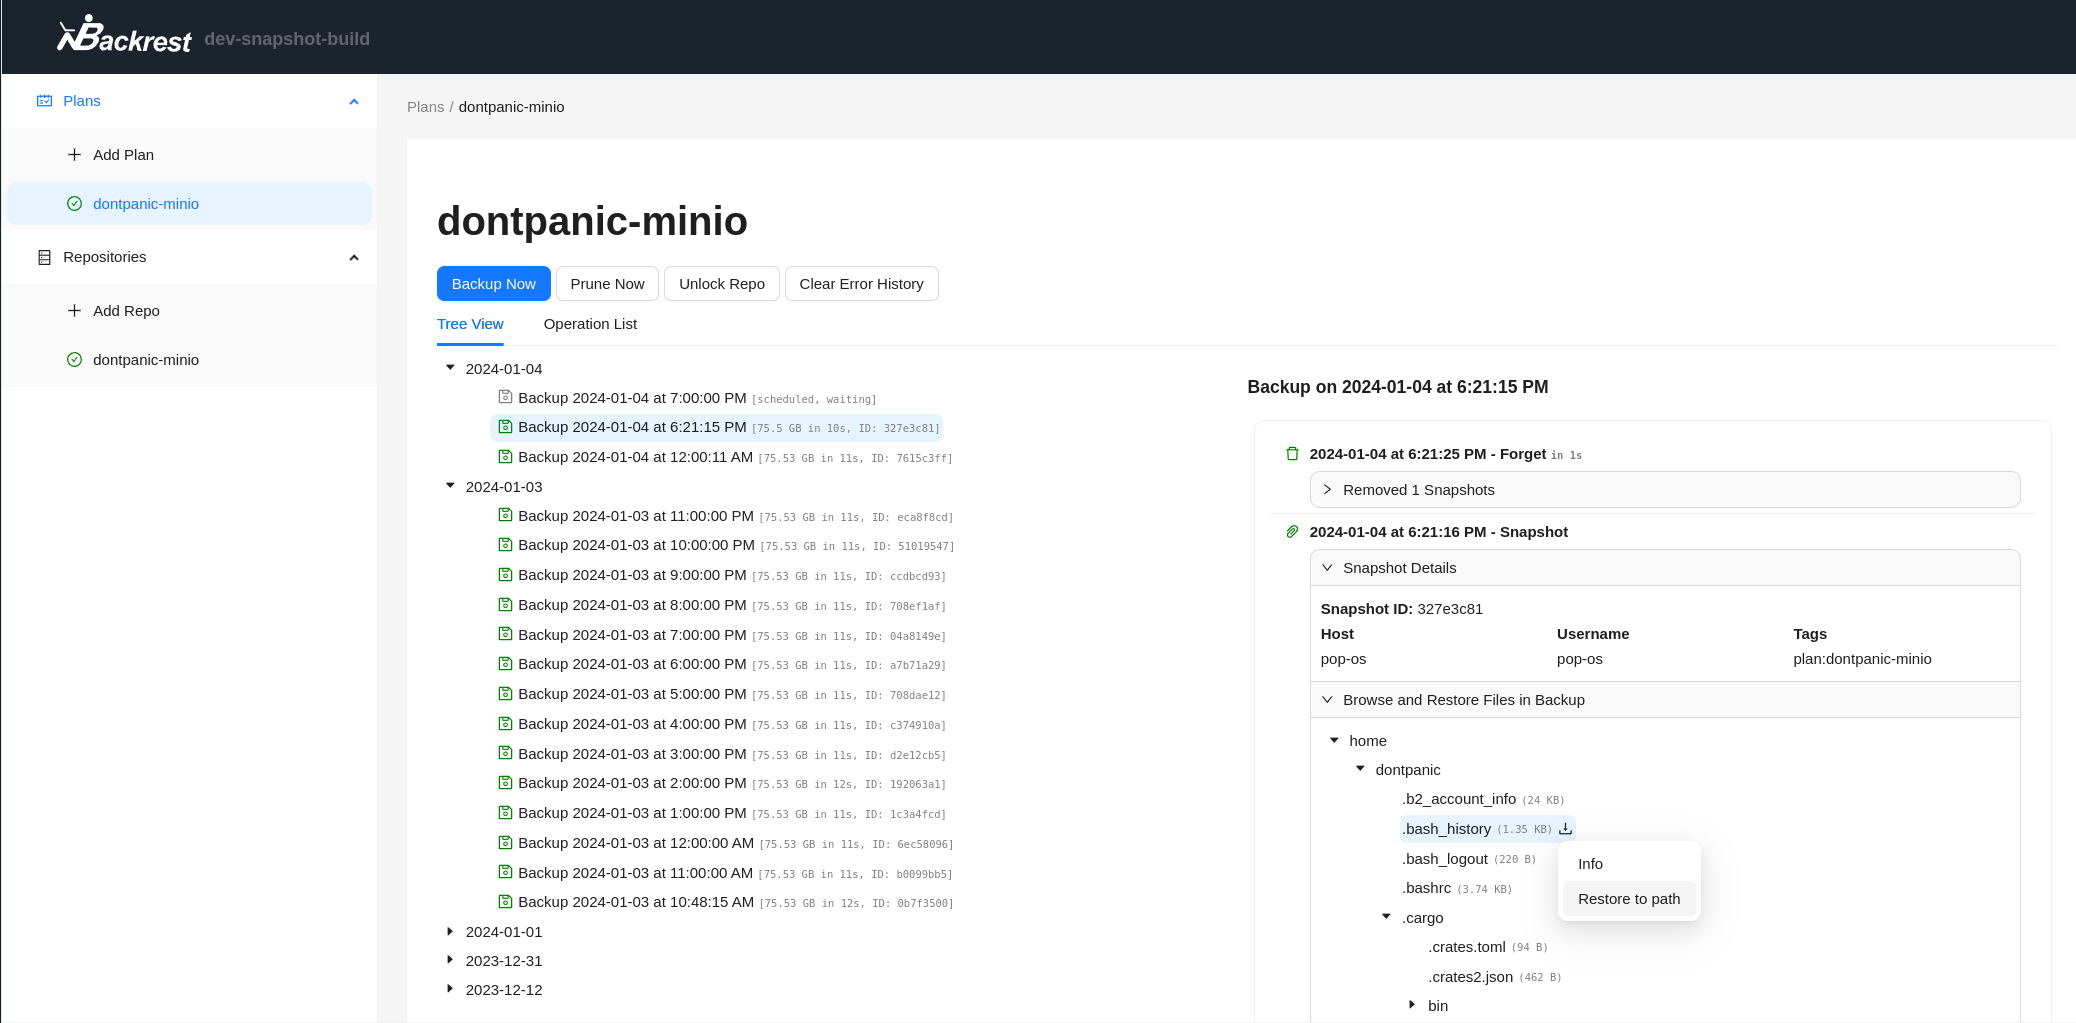 Backrest dev-snapshot-build
Plans
Add Plan
dontpanic-minio
Repositories
Add Repo
dontpanic-minio
Plans / dontpanic-minio
dontpanic-minio
Backup Now Prune Now Unlock Repo Clear Error History
Tree View Operation List
2024-01-04
Backup 2024-01-04 at 7:00:00 PM [scheduled, waiting]
Backup 2024-01-04 at 6:21:15 PM [75.5 GB in 10s, ID: 327e3c81]
Backup 2024-01-04 at 12:00:11 AM [75.53 GB in 11s, ID: 7615c3ff]
2024-01-03
Backup 2024-01-03 at 11:00:00 PM [75.53 GB in 11s, ID: eca8f8cd]
Backup 2024-01-03 at 10:00:00 PM [75.53 GB in 11s, ID: 51019547]
Backup 2024-01-03 at 9:00:00 PM [75.53 GB in 11s, ID: ccdbcd93]
Backup 2024-01-03 at 8:00:00 PM [75.53 GB in 11s, ID: 708ef1af]
Backup 2024-01-03 at 7:00:00 PM [75.53 GB in 11s, ID: 04a8149e]
Backup 2024-01-03 at 6:00:00 PM [75.53 GB in 11s, ID: a7b71a29]
Backup 2024-01-03 at 5:00:00 PM [75.53 GB in 11s, ID: 708dae12]
Backup 2024-01-03 at 4:00:00 PM [75.53 GB in 11s, ID: c374910a]
Backup 2024-01-03 at 3:00:00 PM [75.53 GB in 11s, ID: d2e12cb5]
Backup 2024-01-03 at 2:00:00 PM [75.53 GB in 12s, ID: 192063a1]
Backup 2024-01-03 at 1:00:00 PM [75.53 GB in 11s, ID: 1c3a4fcd]
Backup 2024-01-03 at 12:00:00 AM [75.53 GB in 11s, ID: 6ec58096]
Backup 2024-01-03 at 11:00:00 AM [75.53 GB in 11s, ID: b0099bb5]
Backup 2024-01-03 at 10:48:15 AM [75.53 GB in 12s, ID: 0b7f3500]
2024-01-01
2023-12-31
2023-12-12
Backup on 2024-01-04 at 6:21:15 PM
2024-01-04 at 6:21:25 PM - Forget in 1s
Removed 1 Snapshots
2024-01-04 at 6:21:16 PM - Snapshot
Snapshot Details
Snapshot ID: 327e3c81
Host Username Tags
pop-os pop-os plan:dontpanic-minio
Browse and Restore Files in Backup
home
dontpanic
.b2_account_info (24 KB)
.bash_history (1.35 KB)
.bash_logout (220 B)
Info
.bashrc (3.74 KB)
Restore to path
.cargo
.crates.toml (94 B)
.crates2.json (462 B)
bin